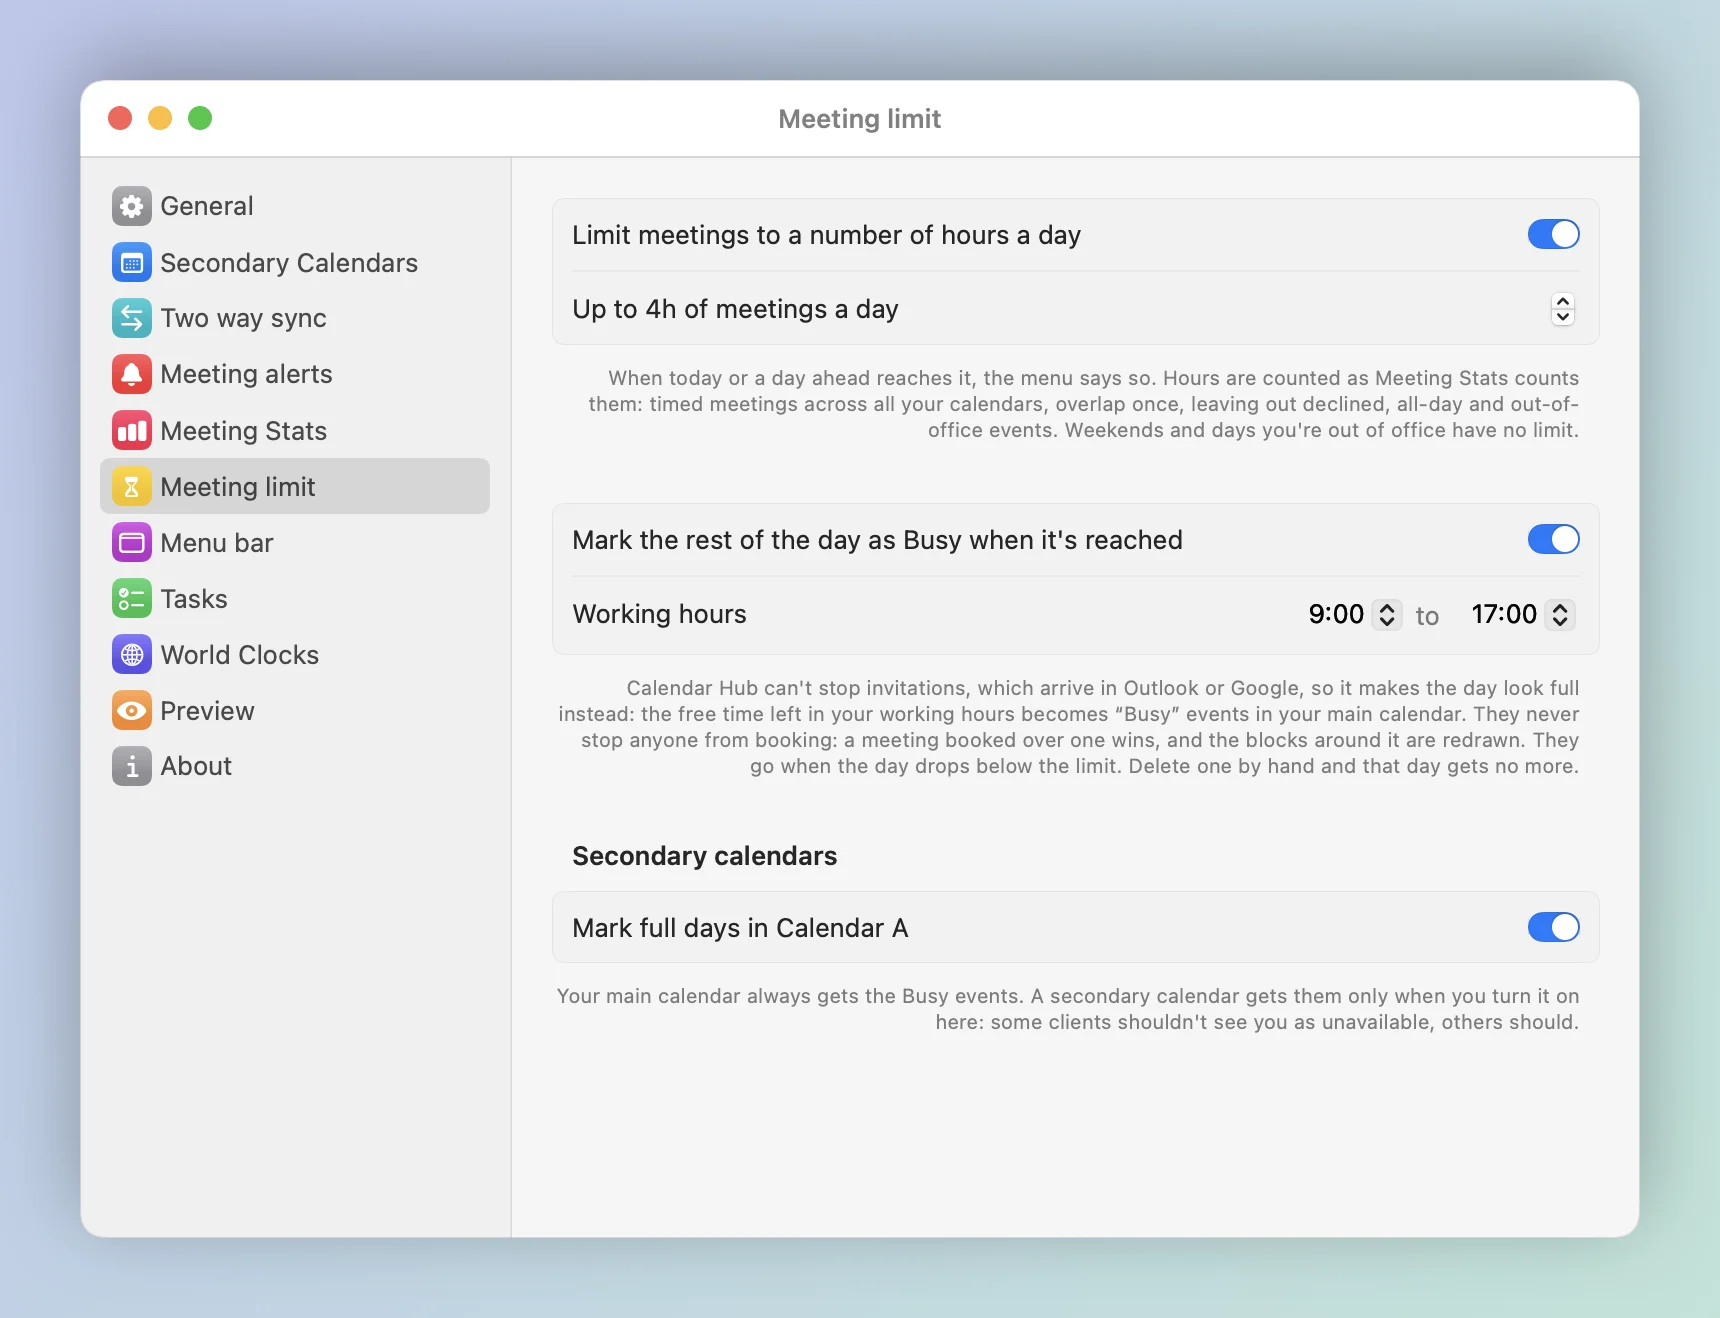 Meeting limit
General
Secondary Calendars
Two way sync
Meeting alerts
Meeting Stats
Meeting limit
Menu bar
Tasks
World Clocks
Preview
About
Limit meetings to a number of hours a day
Up to 4h of meetings a day
When today or a day ahead reaches it, the menu says so. Hours are counted as Meeting Stats counts
them: timed meetings across all your calendars, overlap once, leaving out declined, all-day and out-of-
office events. Weekends and days you're out of office have no limit.
Mark the rest of the day as Busy when it's reached
Working hours 9:00 to 17:00
Calendar Hub can't stop invitations, which arrive in Outlook or Google, so it makes the day look full
instead: the free time left in your working hours becomes “Busy” events in your main calendar. They never
stop anyone from booking: a meeting booked over one wins, and the blocks around it are redrawn. They
go when the day drops below the limit. Delete one by hand and that day gets no more.
Secondary calendars
Mark full days in Calendar A
Your main calendar always gets the Busy events. A secondary calendar gets them only when you turn it on
here: some clients shouldn't see you as unavailable, others should.